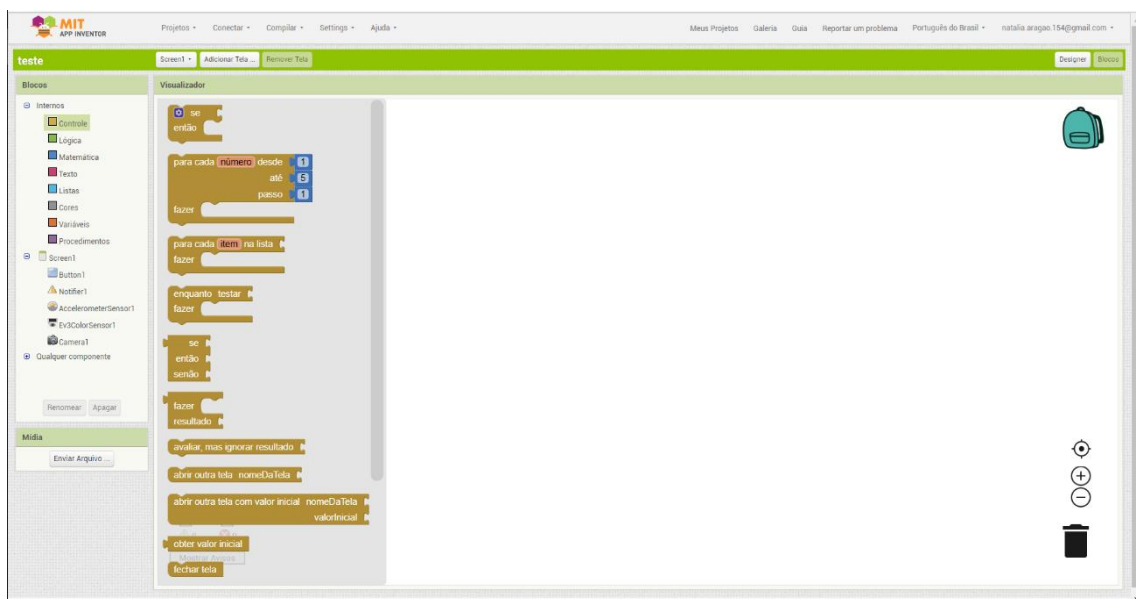 MIT
APP INVENTOR
Projetos
Conectar
Compilar
Settings
Ajuda
Meus Projetos
Galeria
Guia
Reportar um problema
Português do Brasil
natalia.aragao.154@gmail.com
teste
Screen1
Adicionar Tela ...
Remover Tela
Designer
Blocos
Blocos
Internos
Controle
Lógica
Matemática
Texto
Listas
Cores
Variáveis
Procedimentos
Screen1
Button1
Notifier1
AccelerometerSensor1
Ev3ColorSensor1
Camera1
Qualquer componente
Renomear
Apagar
Mídia
Enviar Arquivo ...
Visualizador
se
então
para cada número desde 1
até 5
passo 1
fazer
para cada item na lista
fazer
enquanto testar
fazer
se
então
senão
fazer
resultado
avaliar, mas ignorar resultado
abrir outra tela nomeDaTela
abrir outra tela com valor inicial nomeDaTela
valorInicial
obter valor inicial
Mostrar Avisos
fechar tela